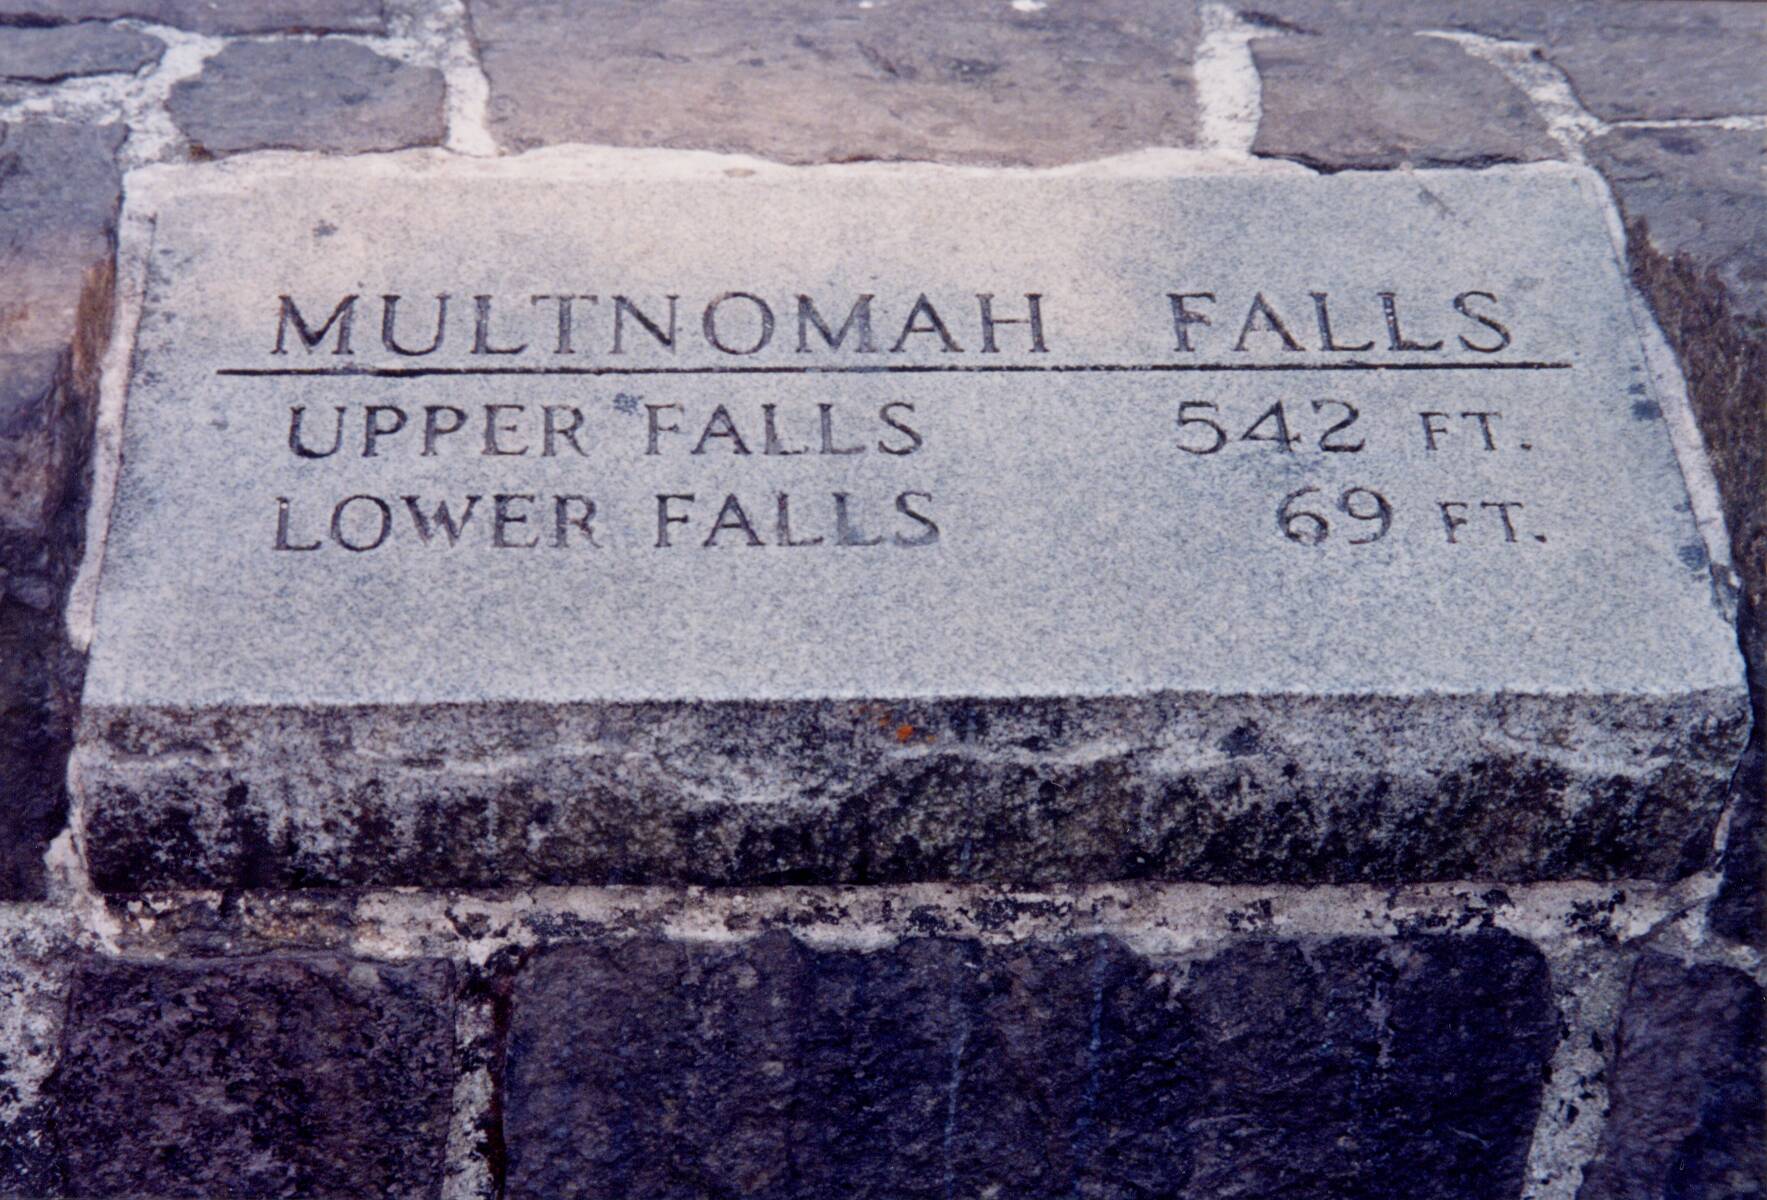 MULTNOMAH FALLS
UPPER FALLS 542 FT.
LOWER FALLS 69 FT.